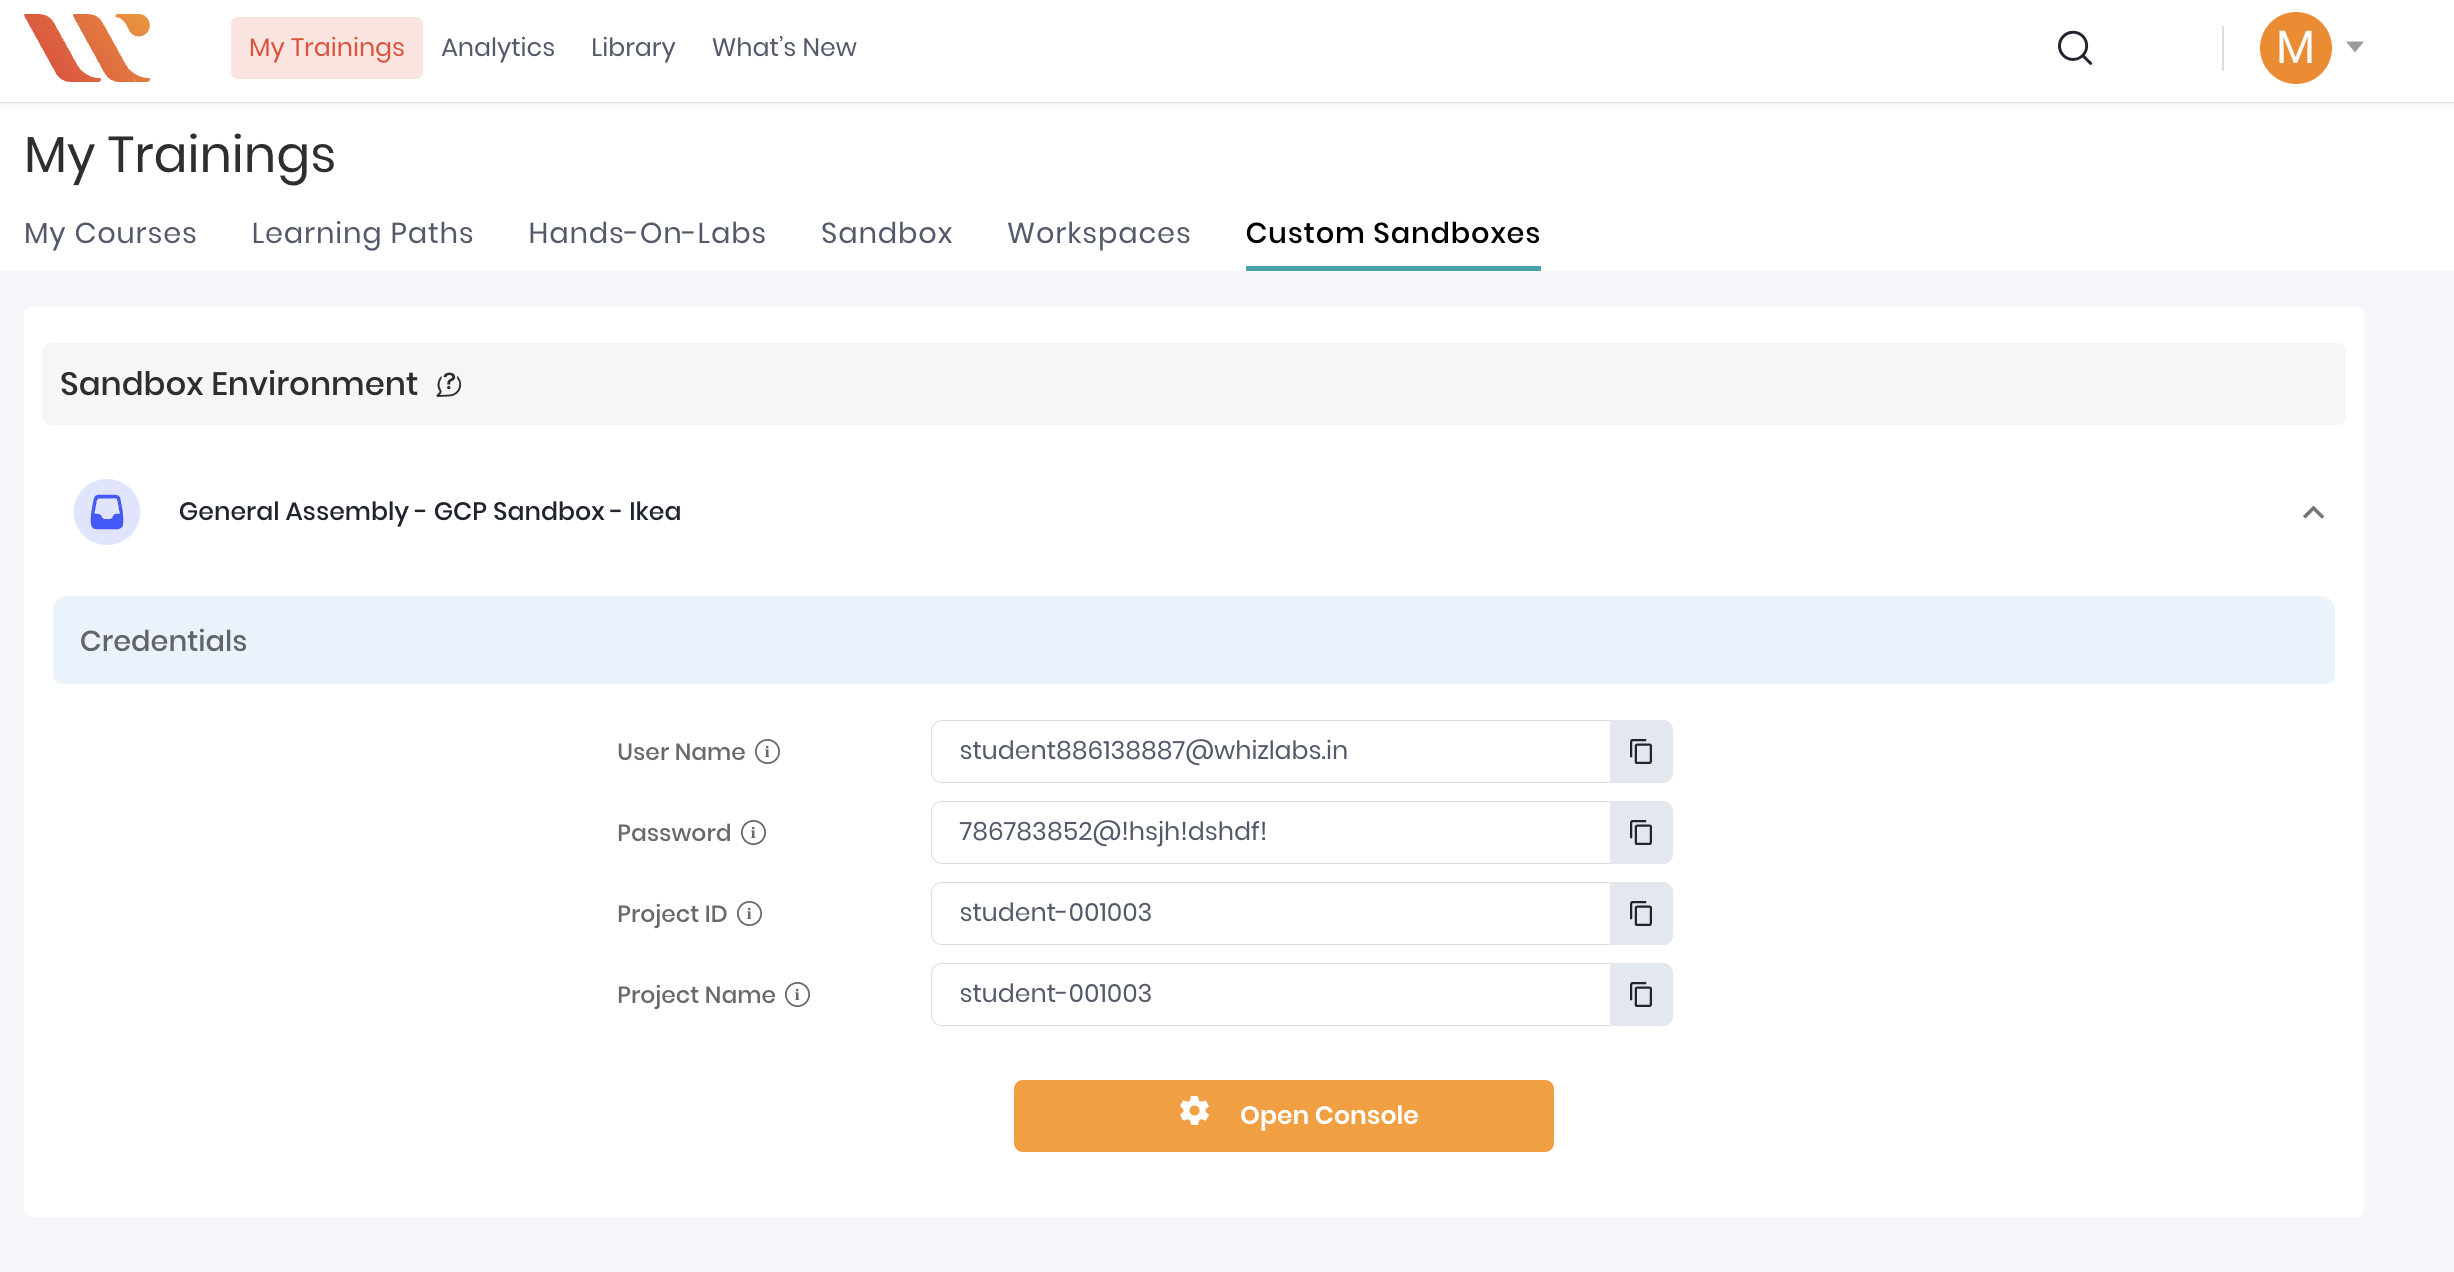 My Trainings Analytics Library What's New M
My Trainings
My Courses Learning Paths Hands-On-Labs Sandbox Workspaces Custom Sandboxes
Sandbox Environment
General Assembly - GCP Sandbox - Ikea
Credentials
User Name student886138887@whizlabs.in
Password 786783852@!hsjh!dshdf!
Project ID student-001003
Project Name student-001003
Open Console